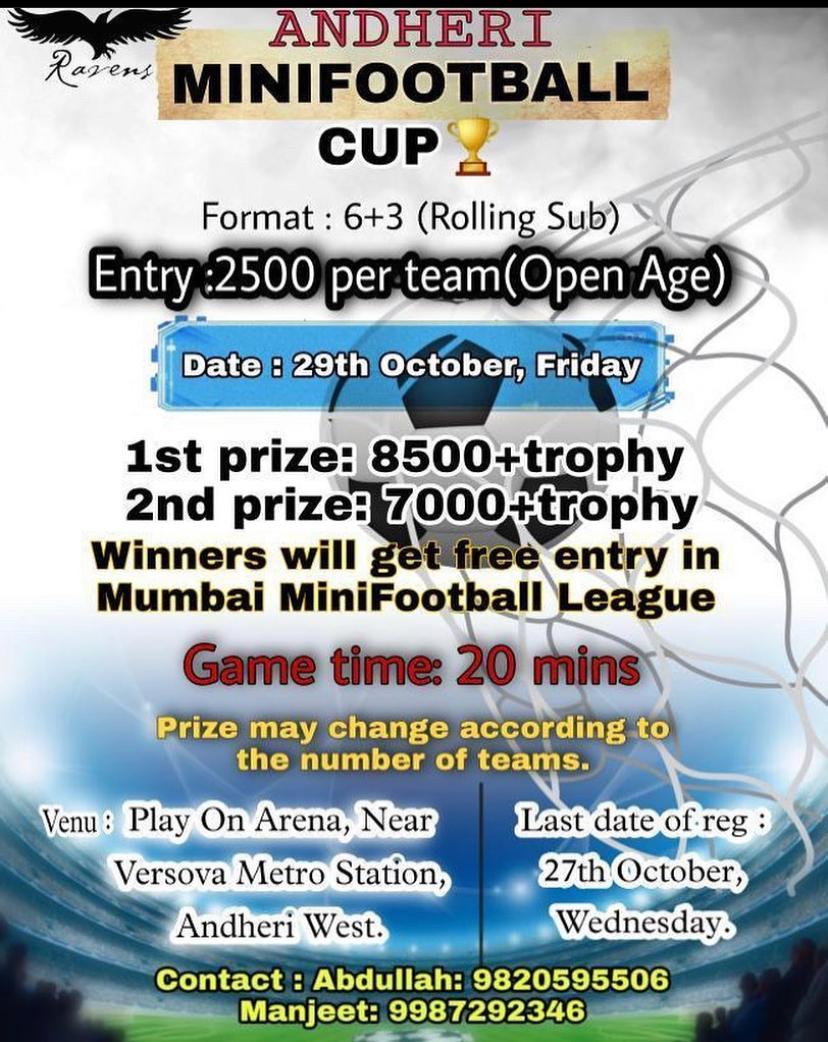 Ravens
ANDHERI
MINIFOOTBALL
CUP
Format : 6+3 (Rolling Sub)
Entry :2500 per team(Open Age)
Date : 29th October, Friday
1st prize: 8500+trophy
2nd prize: 7000+trophy
Winners will get free entry in
Mumbai MiniFootball League
Game time: 20 mins
Prize may change according to
the number of teams.
Venu : Play On Arena, Near
Versova Metro Station,
Andheri West.
Last date of reg :
27th October,
Wednesday.
Contact : Abdullah: 9820595506
Manjeet: 9987292346